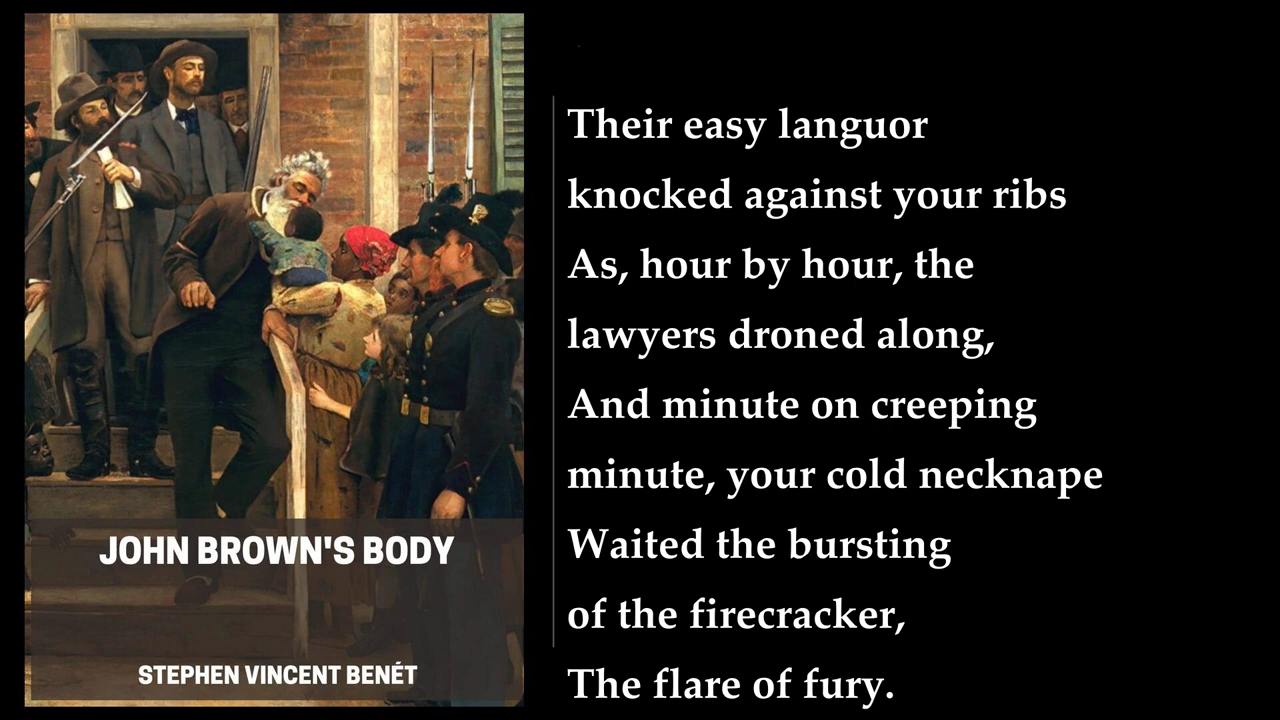 JOHN BROWN'S BODY
STEPHEN VINCENT BENÉT
Their easy languor
knocked against your ribs
As, hour by hour, the
lawyers droned along,
And minute on creeping
minute, your cold necknape
Waited the bursting
of the firecracker,
The flare of fury.